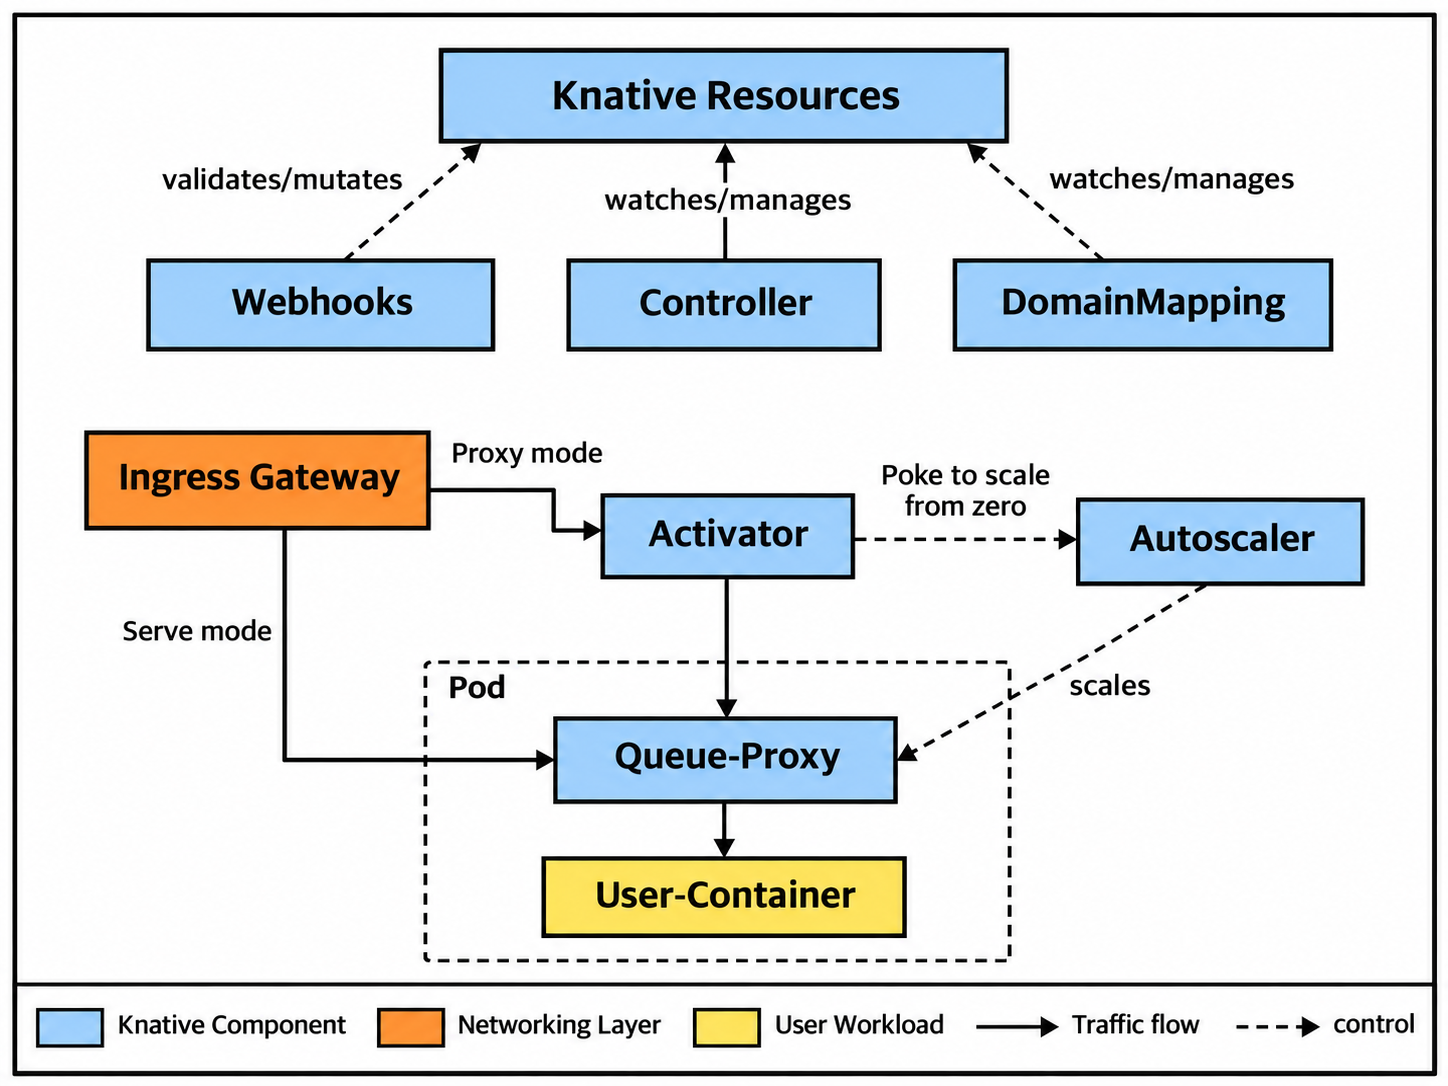 Knative Resources
validates/mutates
watches/manages
watches/manages
Webhooks
Controller
DomainMapping
Ingress Gateway
Proxy mode
Activator
Poke to scale
from zero
Autoscaler
Serve mode
scales
Pod
Queue-Proxy
User-Container
Knative Component
Networking Layer
User Workload
Traffic flow
control